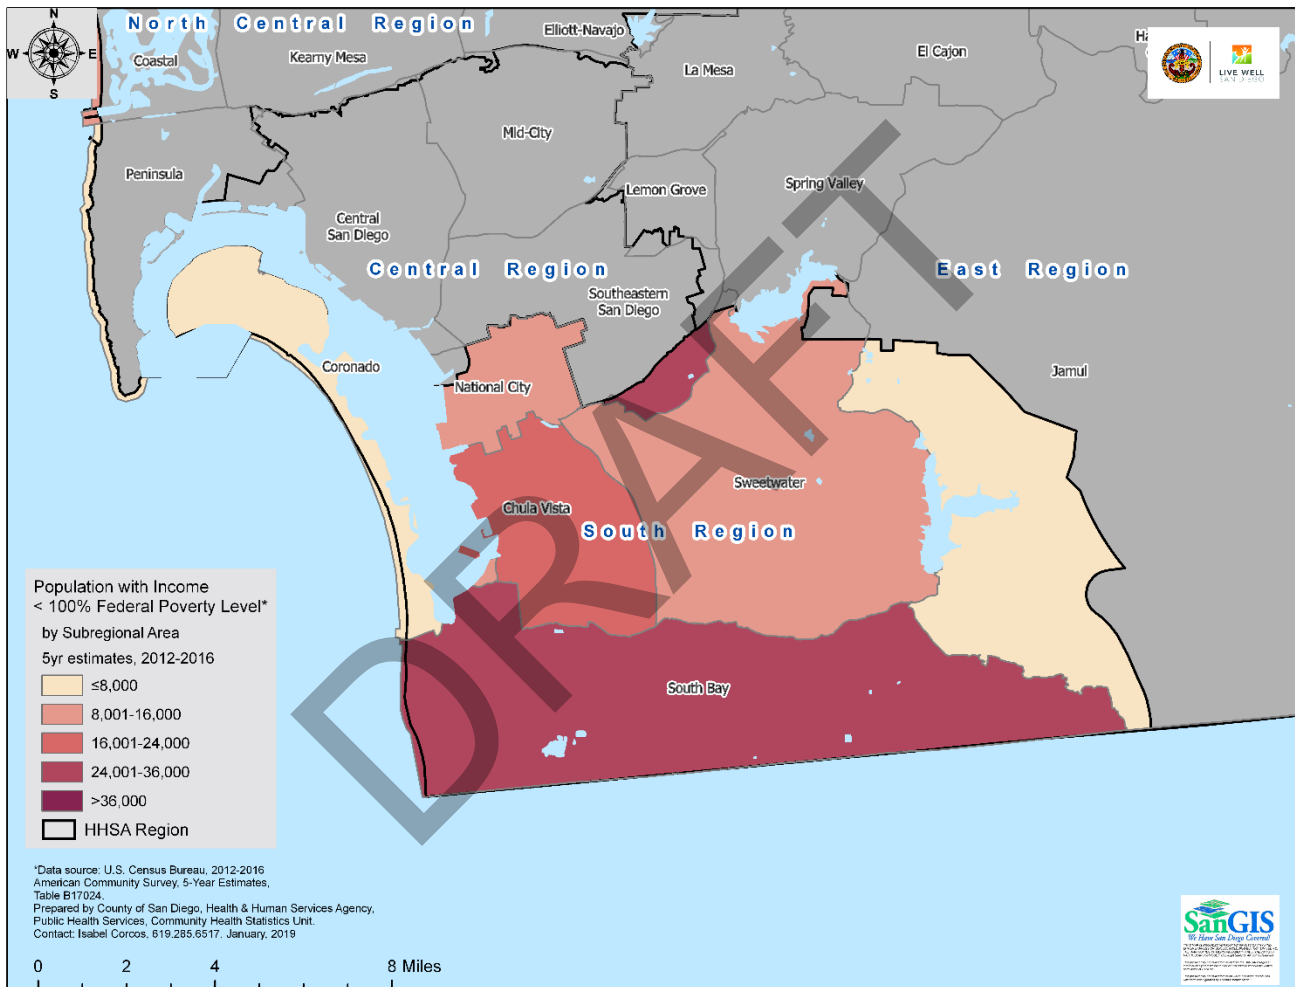 North Central Region
Elliott-Navajo
N
W
E
S
Coastal
Kearny Mesa
La Mesa
El Cajon
Ha
LIVE WELL
SAN DIEGO
Mid-City
Peninsula
Lemon Grove
Spring Valley
Central
San Diego
Central Region
East Region
Southeastern
San Diego
Coronado
National City
Jamul
Sweetwater
Chula Vista
South Region
South Bay
DRAFT
Population with Income
< 100% Federal Poverty Level*
by Subregional Area
5yr estimates, 2012-2016
≤8,000
8,001-16,000
16,001-24,000
24,001-36,000
>36,000
HHSA Region
*Data source: U.S. Census Bureau, 2012-2016
American Community Survey, 5-Year Estimates,
Table B17024.
Prepared by County of San Diego, Health & Human Services Agency,
Public Health Services, Community Health Statistics Unit.
Contact: Isabel Corcos, 619.285.6517. January, 2019
0 2 4 8 Miles
SanGIS
We Have San Diego Covered!